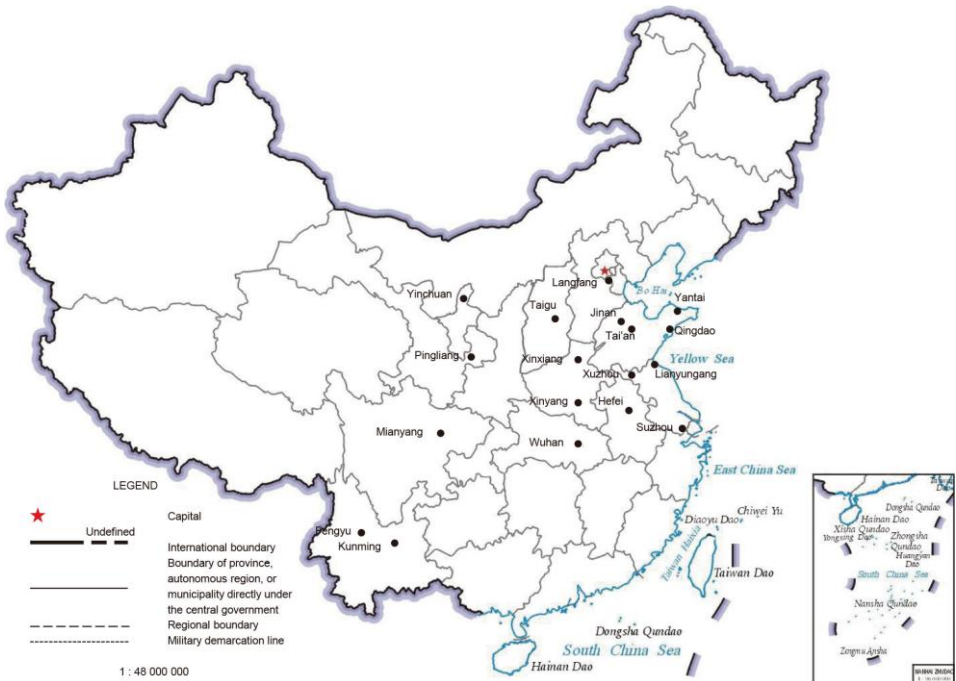 Langfang
Bo Hai
Yinchuan
Yantai
Taigu
Jinan
Tai'an
Qingdao
Pingliang
Xinxiang
Yellow Sea
Xuzhou
Lianyungang
Xinyang
Hefei
Mianyang
Wuhan
Suzhou
East China Sea
LEGEND
Capital
Undefined
International boundary
Boundary of province,
autonomous region, or
municipality directly under
the central government
Regional boundary
Military demarcation line
1 : 48 000 000
Fengyu
Kunming
Diaoyu Dao
Chiwei Yu
Taiwan Haixia
Taiwan Dao
Dongsha Qundao
South China Sea
Hainan Dao
Dongsha Qundao
Hainan Dao
Xisha Qundao
Yongxing Dao
Zhongsha
Qundao
Huangyan
Dao
South China Sea
Nansha Qundao
Zengmu Ansha